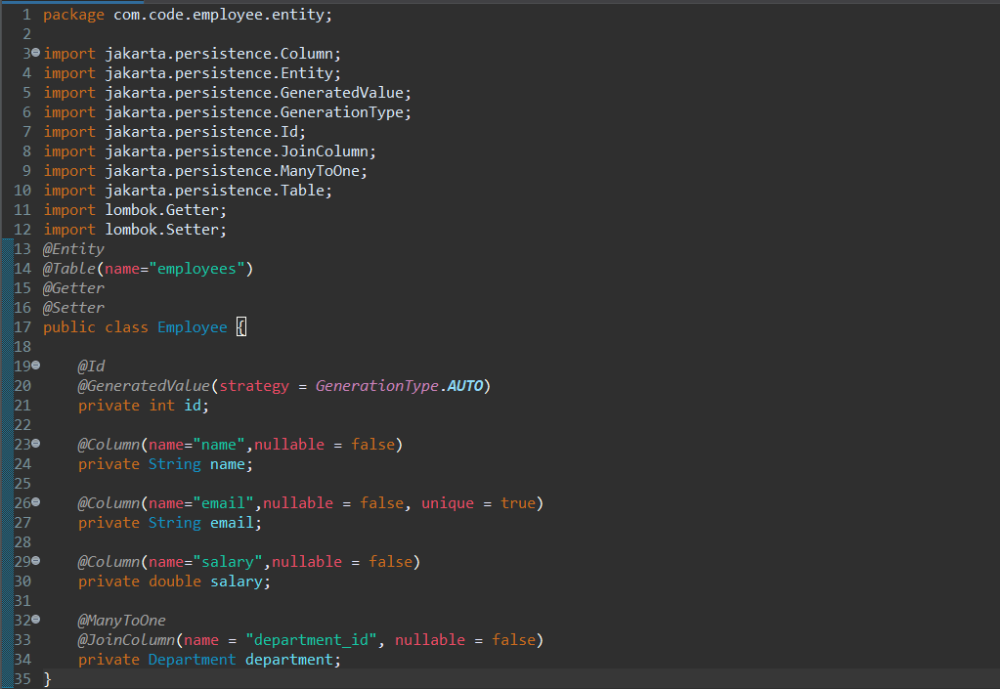 1 package com.code.employee.entity;
2
3 import jakarta.persistence.Column;
4 import jakarta.persistence.Entity;
5 import jakarta.persistence.GeneratedValue;
6 import jakarta.persistence.GenerationType;
7 import jakarta.persistence.Id;
8 import jakarta.persistence.JoinColumn;
9 import jakarta.persistence.ManyToOne;
10 import jakarta.persistence.Table;
11 import lombok.Getter;
12 import lombok.Setter;
13 @Entity
14 @Table(name="employees")
15 @Getter
16 @Setter
17 public class Employee {
18
19     @Id
20     @GeneratedValue(strategy = GenerationType.AUTO)
21     private int id;
22
23     @Column(name="name",nullable = false)
24     private String name;
25
26     @Column(name="email",nullable = false, unique = true)
27     private String email;
28
29     @Column(name="salary",nullable = false)
30     private double salary;
31
32     @ManyToOne
33     @JoinColumn(name = "department_id", nullable = false)
34     private Department department;
35 }